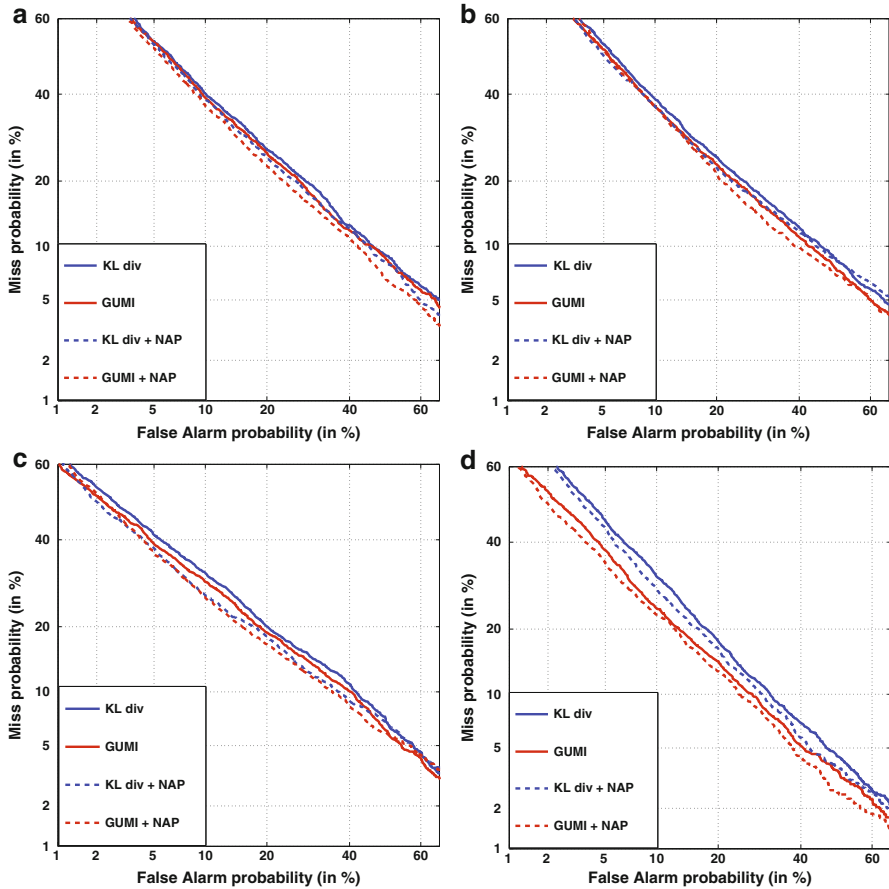 a
60
40
20
10
5
2
1
Miss probability (in %)
KL div
GUMI
KL div + NAP
GUMI + NAP
1 2 5 10 20 40 60
False Alarm probability (in %)
b
60
40
20
10
5
2
1
Miss probability (in %)
KL div
GUMI
KL div + NAP
GUMI + NAP
1 2 5 10 20 40 60
False Alarm probability (in %)
c
60
40
20
10
5
2
1
Miss probability (in %)
KL div
GUMI
KL div + NAP
GUMI + NAP
1 2 5 10 20 40 60
False Alarm probability (in %)
d
60
40
20
10
5
2
1
Miss probability (in %)
KL div
GUMI
KL div + NAP
GUMI + NAP
1 2 5 10 20 40 60
False Alarm probability (in %)